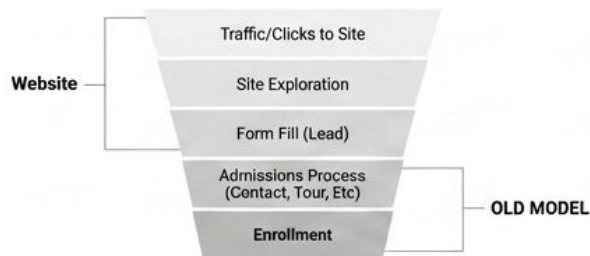 Traffic/Clicks to Site
Website
Site Exploration
Form Fill (Lead)
Admissions Process
(Contact, Tour, Etc)
OLD MODEL
Enrollment